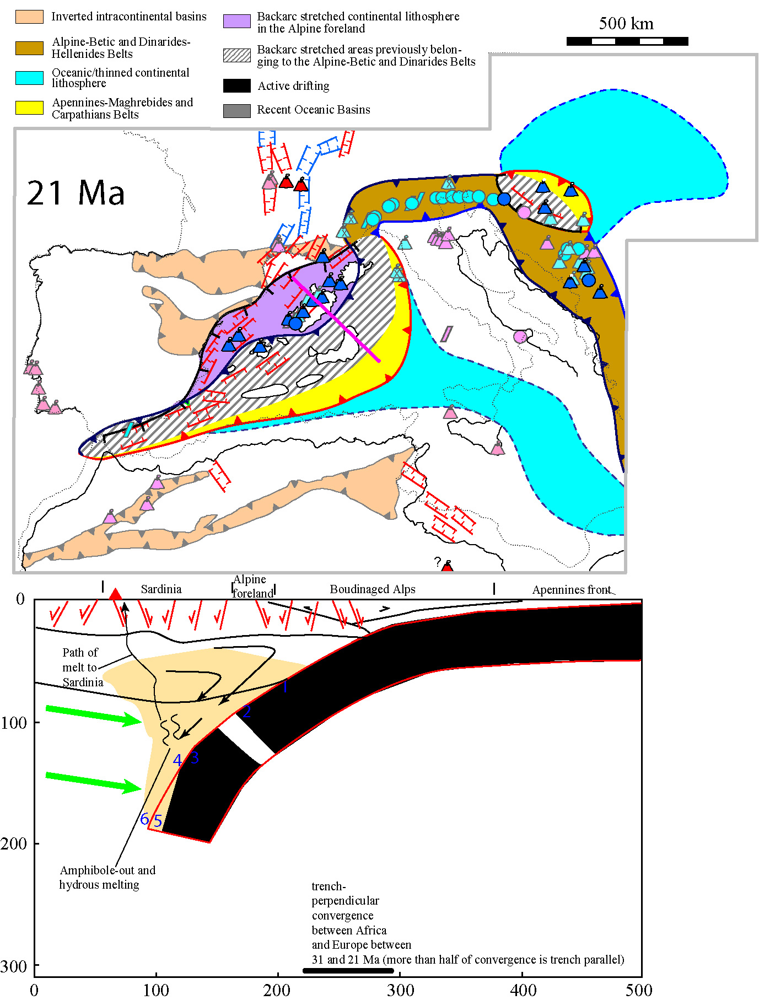 Inverted intracontinental basins
Alpine-Betic and Dinarides-
Hellenides Belts
Oceanic/thinned continental
lithosphere
Apennines-Maghrebides and
Carpathians Belts
Backarc stretched continental lithosphere
in the Alpine foreland
Backarc stretched areas previously belon-
ging to the Alpine-Betic and Dinarides Belts
Active drifting
Recent Oceanic Basins
500 km
21 Ma
?
Sardinia
Alpine
foreland
Boudinaged Alps
Apennines front
0
100
200
300
Path of
melt to
Sardinia
1
2
3
4
5
6
Amphibole-out and
hydrous melting
trench-
perpendicular
convergence
between Africa
and Europe between
31 and 21 Ma (more than half of convergence is trench parallel)
0
100
200
300
400
500